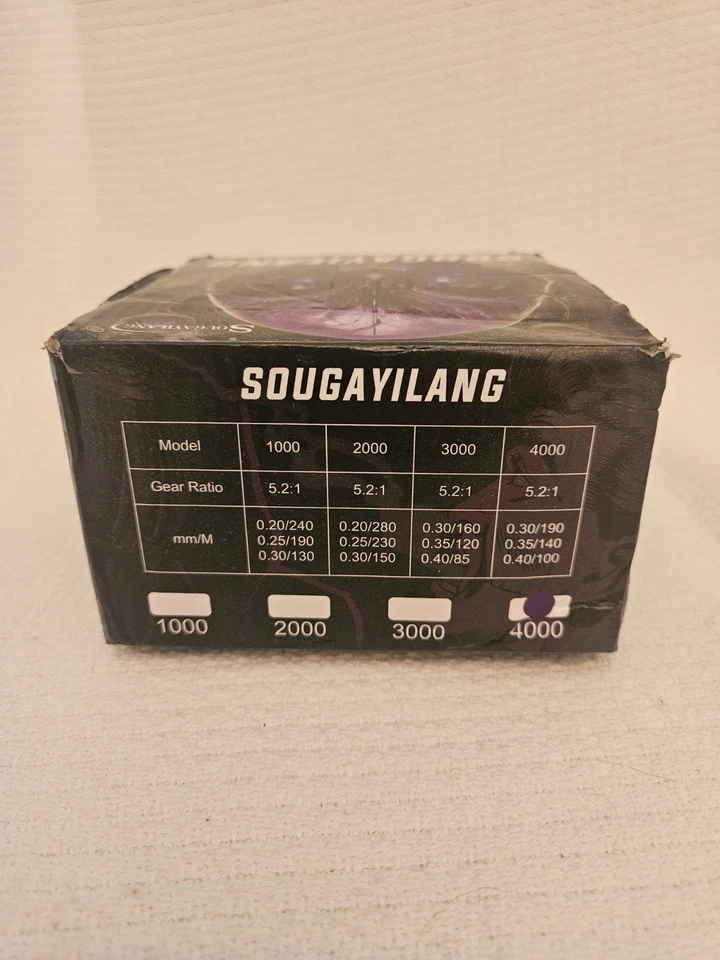 SOUGAYILANG ®
SOUGAYILANG
Model 1000 2000 3000 4000
Gear Ratio 5.2:1 5.2:1 5.2:1 5.2:1
mm/M 0.20/240 0.20/280 0.30/160 0.30/190
0.25/190 0.25/230 0.35/120 0.35/140
0.30/130 0.30/150 0.40/85 0.40/100
1000 2000 3000 4000